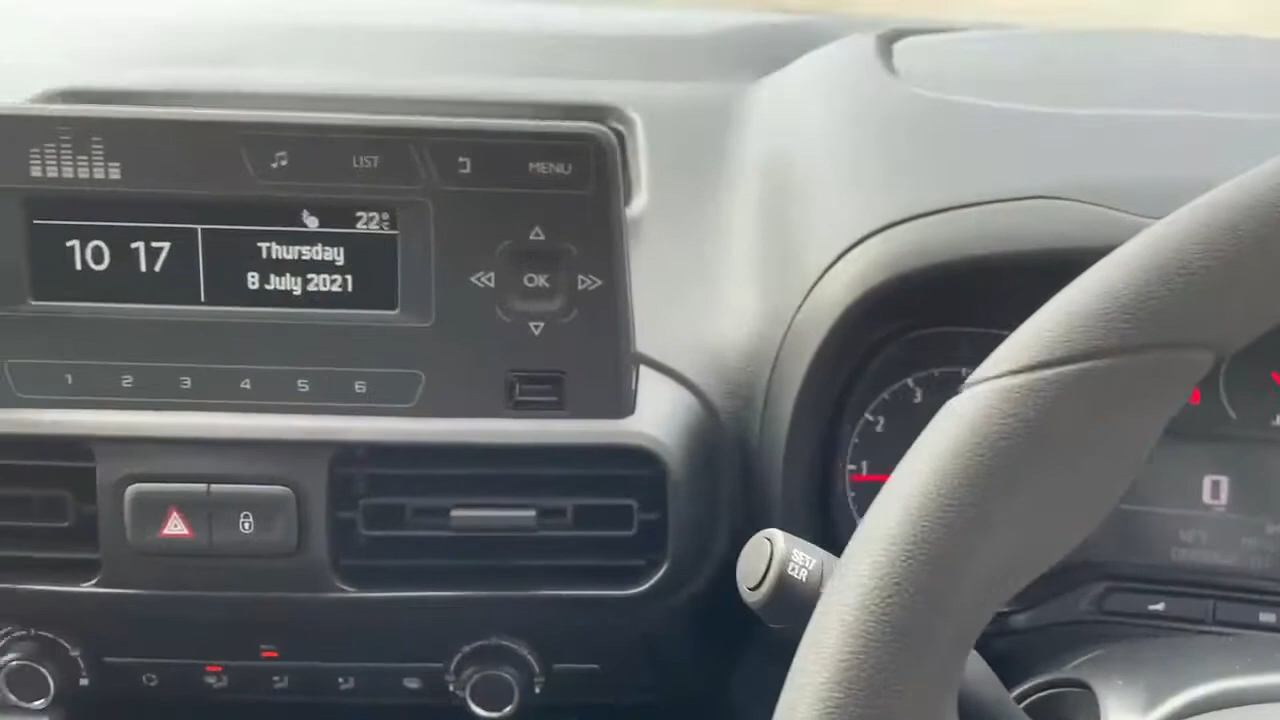 LIST
MENU
22°C
10 17
Thursday
8 July 2021
OK
1 2 3 4 5 6
3
2
1
0
SET/
CLR